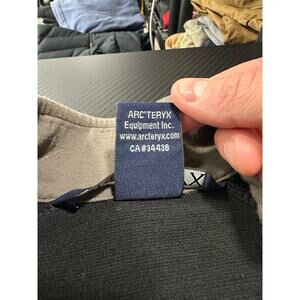 ARC'TERYX
Equipment Inc.
www.arcteryx.com
CA#34438
X